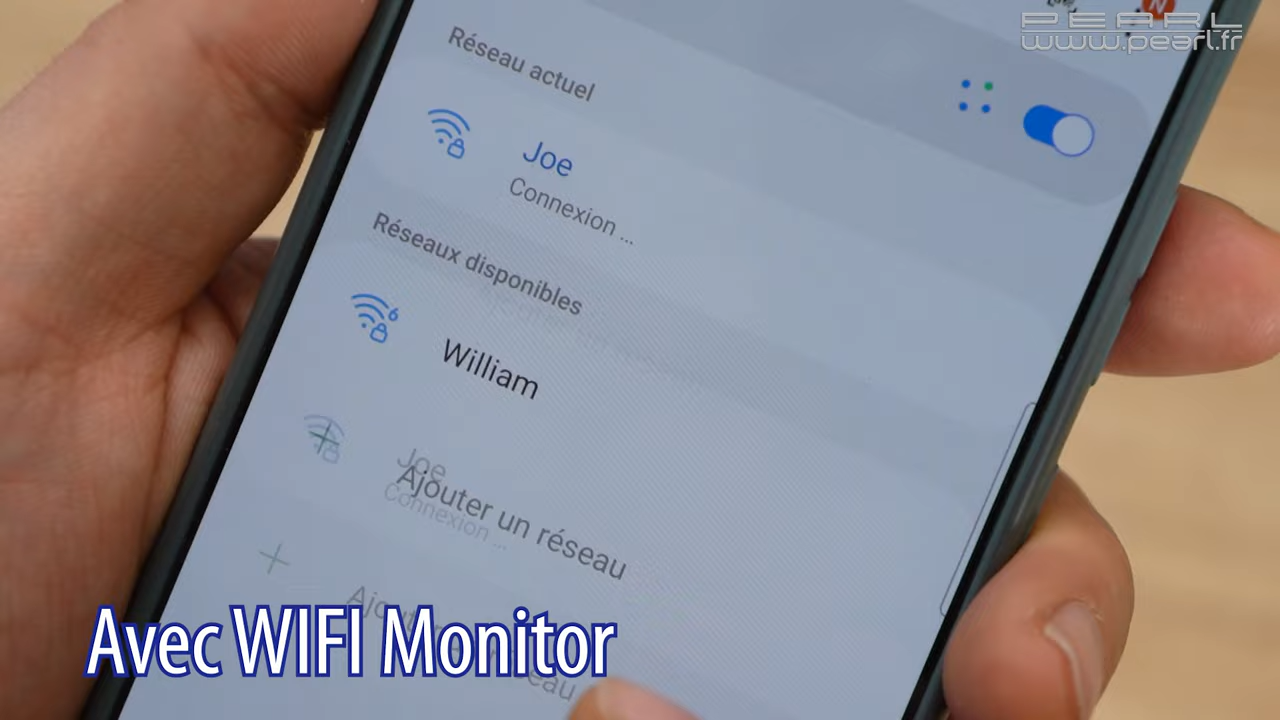 PEARL
www.pearl.fr
Réseau actuel
Joe
Connexion ...
Réseaux disponibles
William
Joe
Ajouter un réseau
Connexion ...
Avec WIFI Monitor